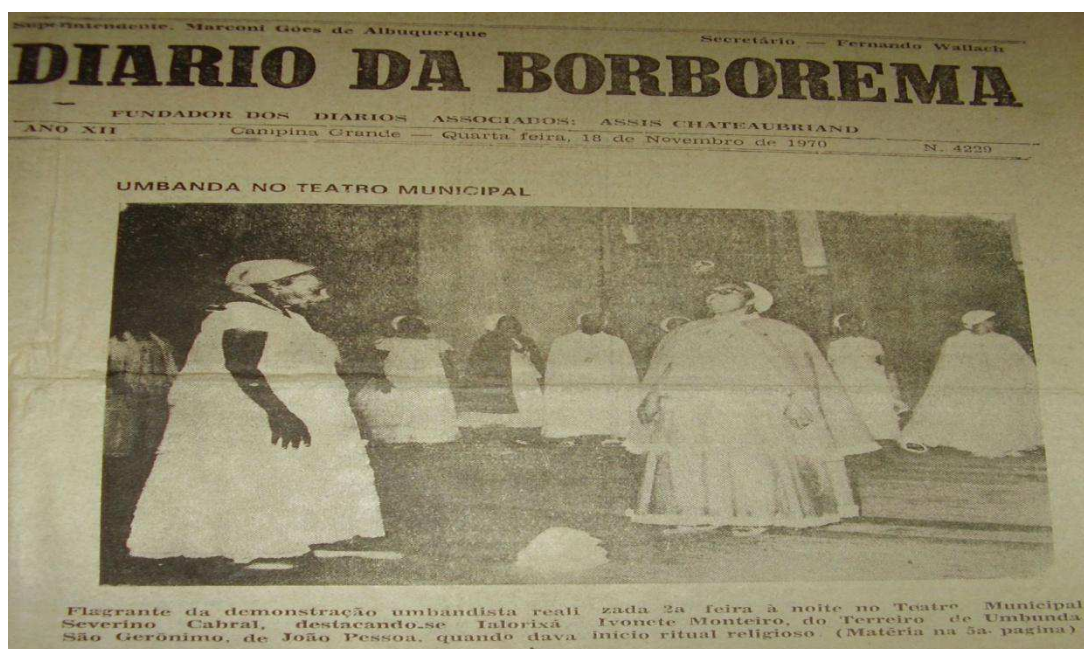 Superintendente. Marconi Góes de Albuquerque Secretário — Fernando Wallach
DIARIO DA BORBOREMA
FUNDADOR DOS DIARIOS ASSOCIADOS: ASSIS CHATEAUBRIAND
ANO XII Campina Grande — Quarta feira, 18 de Novembro de 1970 N. 4229
UMBANDA NO TEATRO MUNICIPAL
Flagrante da demonstração umbandista reali zada 2a feira à noite no Teatro Municipal
Severino Cabral, destacando-se Ialorixá Ivonete Monteiro, do Terreiro de Umbunda
São Gerônimo, de João Pessoa, quando dava início ritual religioso (Matéria na 5a- pagina)